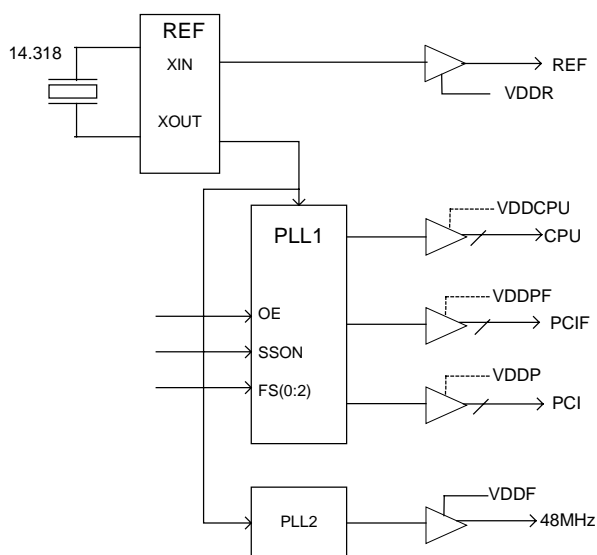 REF
14.318
XIN
REF
VDDR
XOUT
VDDCPU
PLL1
CPU
VDDPF
OE
PCIF
SSON
VDDP
FS(0:2)
PCI
VDDF
PLL2
48MHz